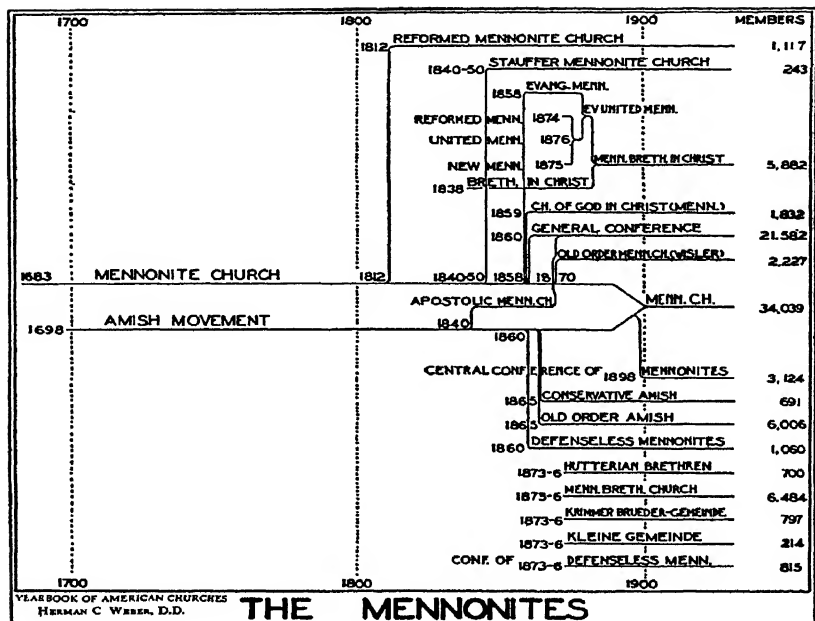 1700 1800 1900 MEMBERS
1812 REFORMED MENNONITE CHURCH 1,117
1840-50 STAUFFER MENNONITE CHURCH 243
1858 EVANG. MENN.
REFORMED MENN. 1874 EV. UNITED MENN.
UNITED MENN. 1876
NEW MENN. 1875 MENN. BRETH. IN CHRIST 5,882
1838 BRETH. IN CHRIST
1859 CH. OF GOD IN CHRIST (MENN.) 1,832
1860 GENERAL CONFERENCE 21,582
OLD ORDER MENN. CH. (WISLER) 2,227
1683 MENNONITE CHURCH 1812 1840-50 1858 1870
APOSTOLIC MENN. CH. MENN. CH. 34,039
1698 AMISH MOVEMENT 1840 1860
CENTRAL CONFERENCE OF 1898 MENNONITES 3,124
1865 CONSERVATIVE AMISH 691
1865 OLD ORDER AMISH 6,006
1860 DEFENSELESS MENNONITES 1,060
1873-6 HUTTERIAN BRETHREN 700
1873-6 MENN. BRETH. CHURCH 6,484
1873-6 KRIMMER BRUEDER-GEMEINDE 797
1873-6 KLEINE GEMEINDE 214
CONF. OF 1873-6 DEFENSELESS MENN. 815
1700 1800 1900
YEARBOOK OF AMERICAN CHURCHES
HERMAN C WEBER, D.D.
THE MENNONITES